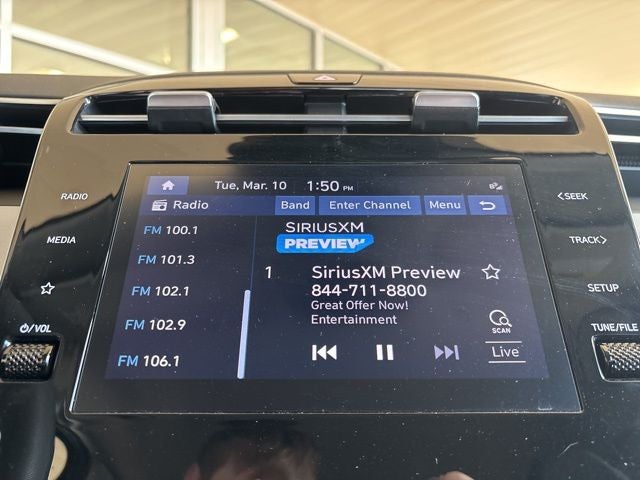 Tue, Mar. 10 1:50 PM
Radio Band Enter Channel Menu
FM 100.1
FM 101.3
FM 102.1
FM 102.9
FM 106.1
SIRIUSXM
PREVIEW
1 SiriusXM Preview
844-711-8800
Great Offer Now!
Entertainment
SCAN
Live
RADIO
MEDIA
⏻/VOL
<SEEK
TRACK>
SETUP
TUNE/FILE